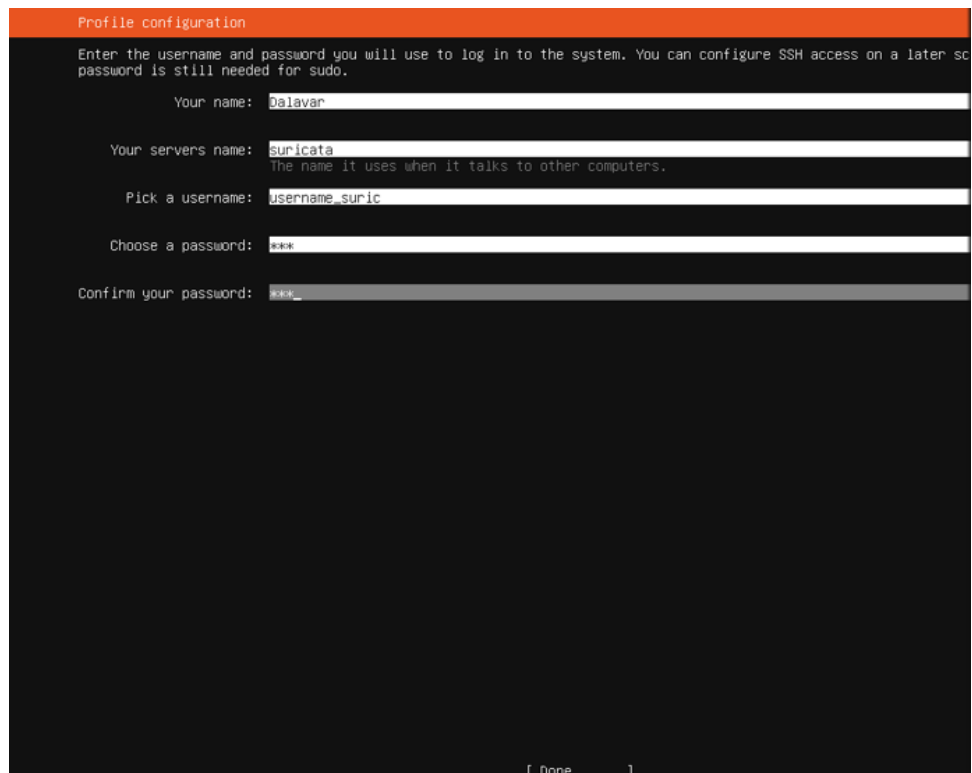 Profile configuration
Enter the username and password you will use to log in to the system. You can configure SSH access on a later sc
password is still needed for sudo.
Your name: Dalavar
Your servers name: suricata
The name it uses when it talks to other computers.
Pick a username: username_suric
Choose a password: ***
Confirm your password: ***_
[ Done ]